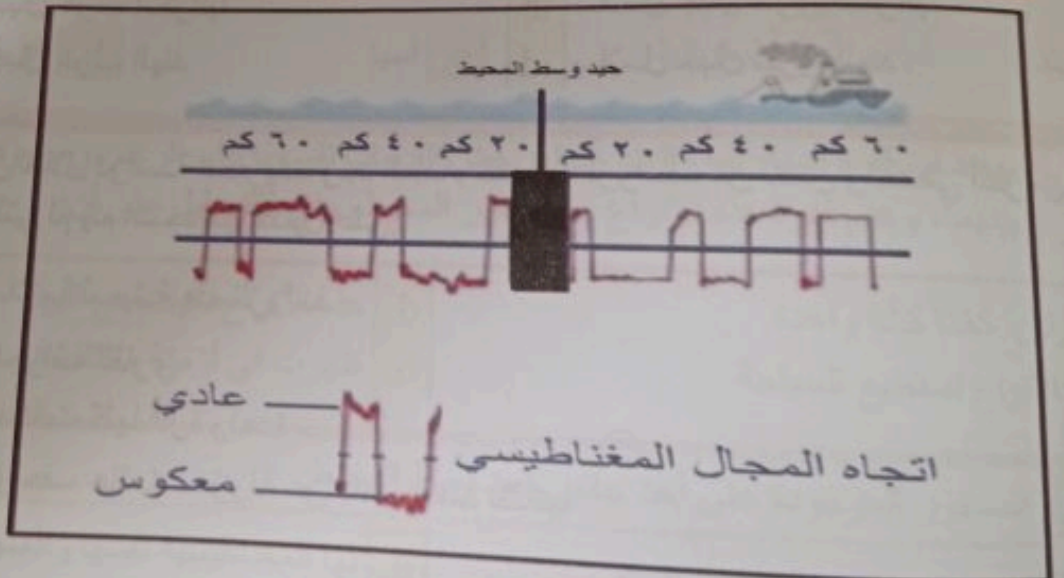 حيد وسط المحيط
٦٠ كم ٤٠ كم ٢٠ كم ٢٠ كم ٤٠ كم ٦٠ كم
عادي
اتجاه المجال المغناطيسي
معكوس